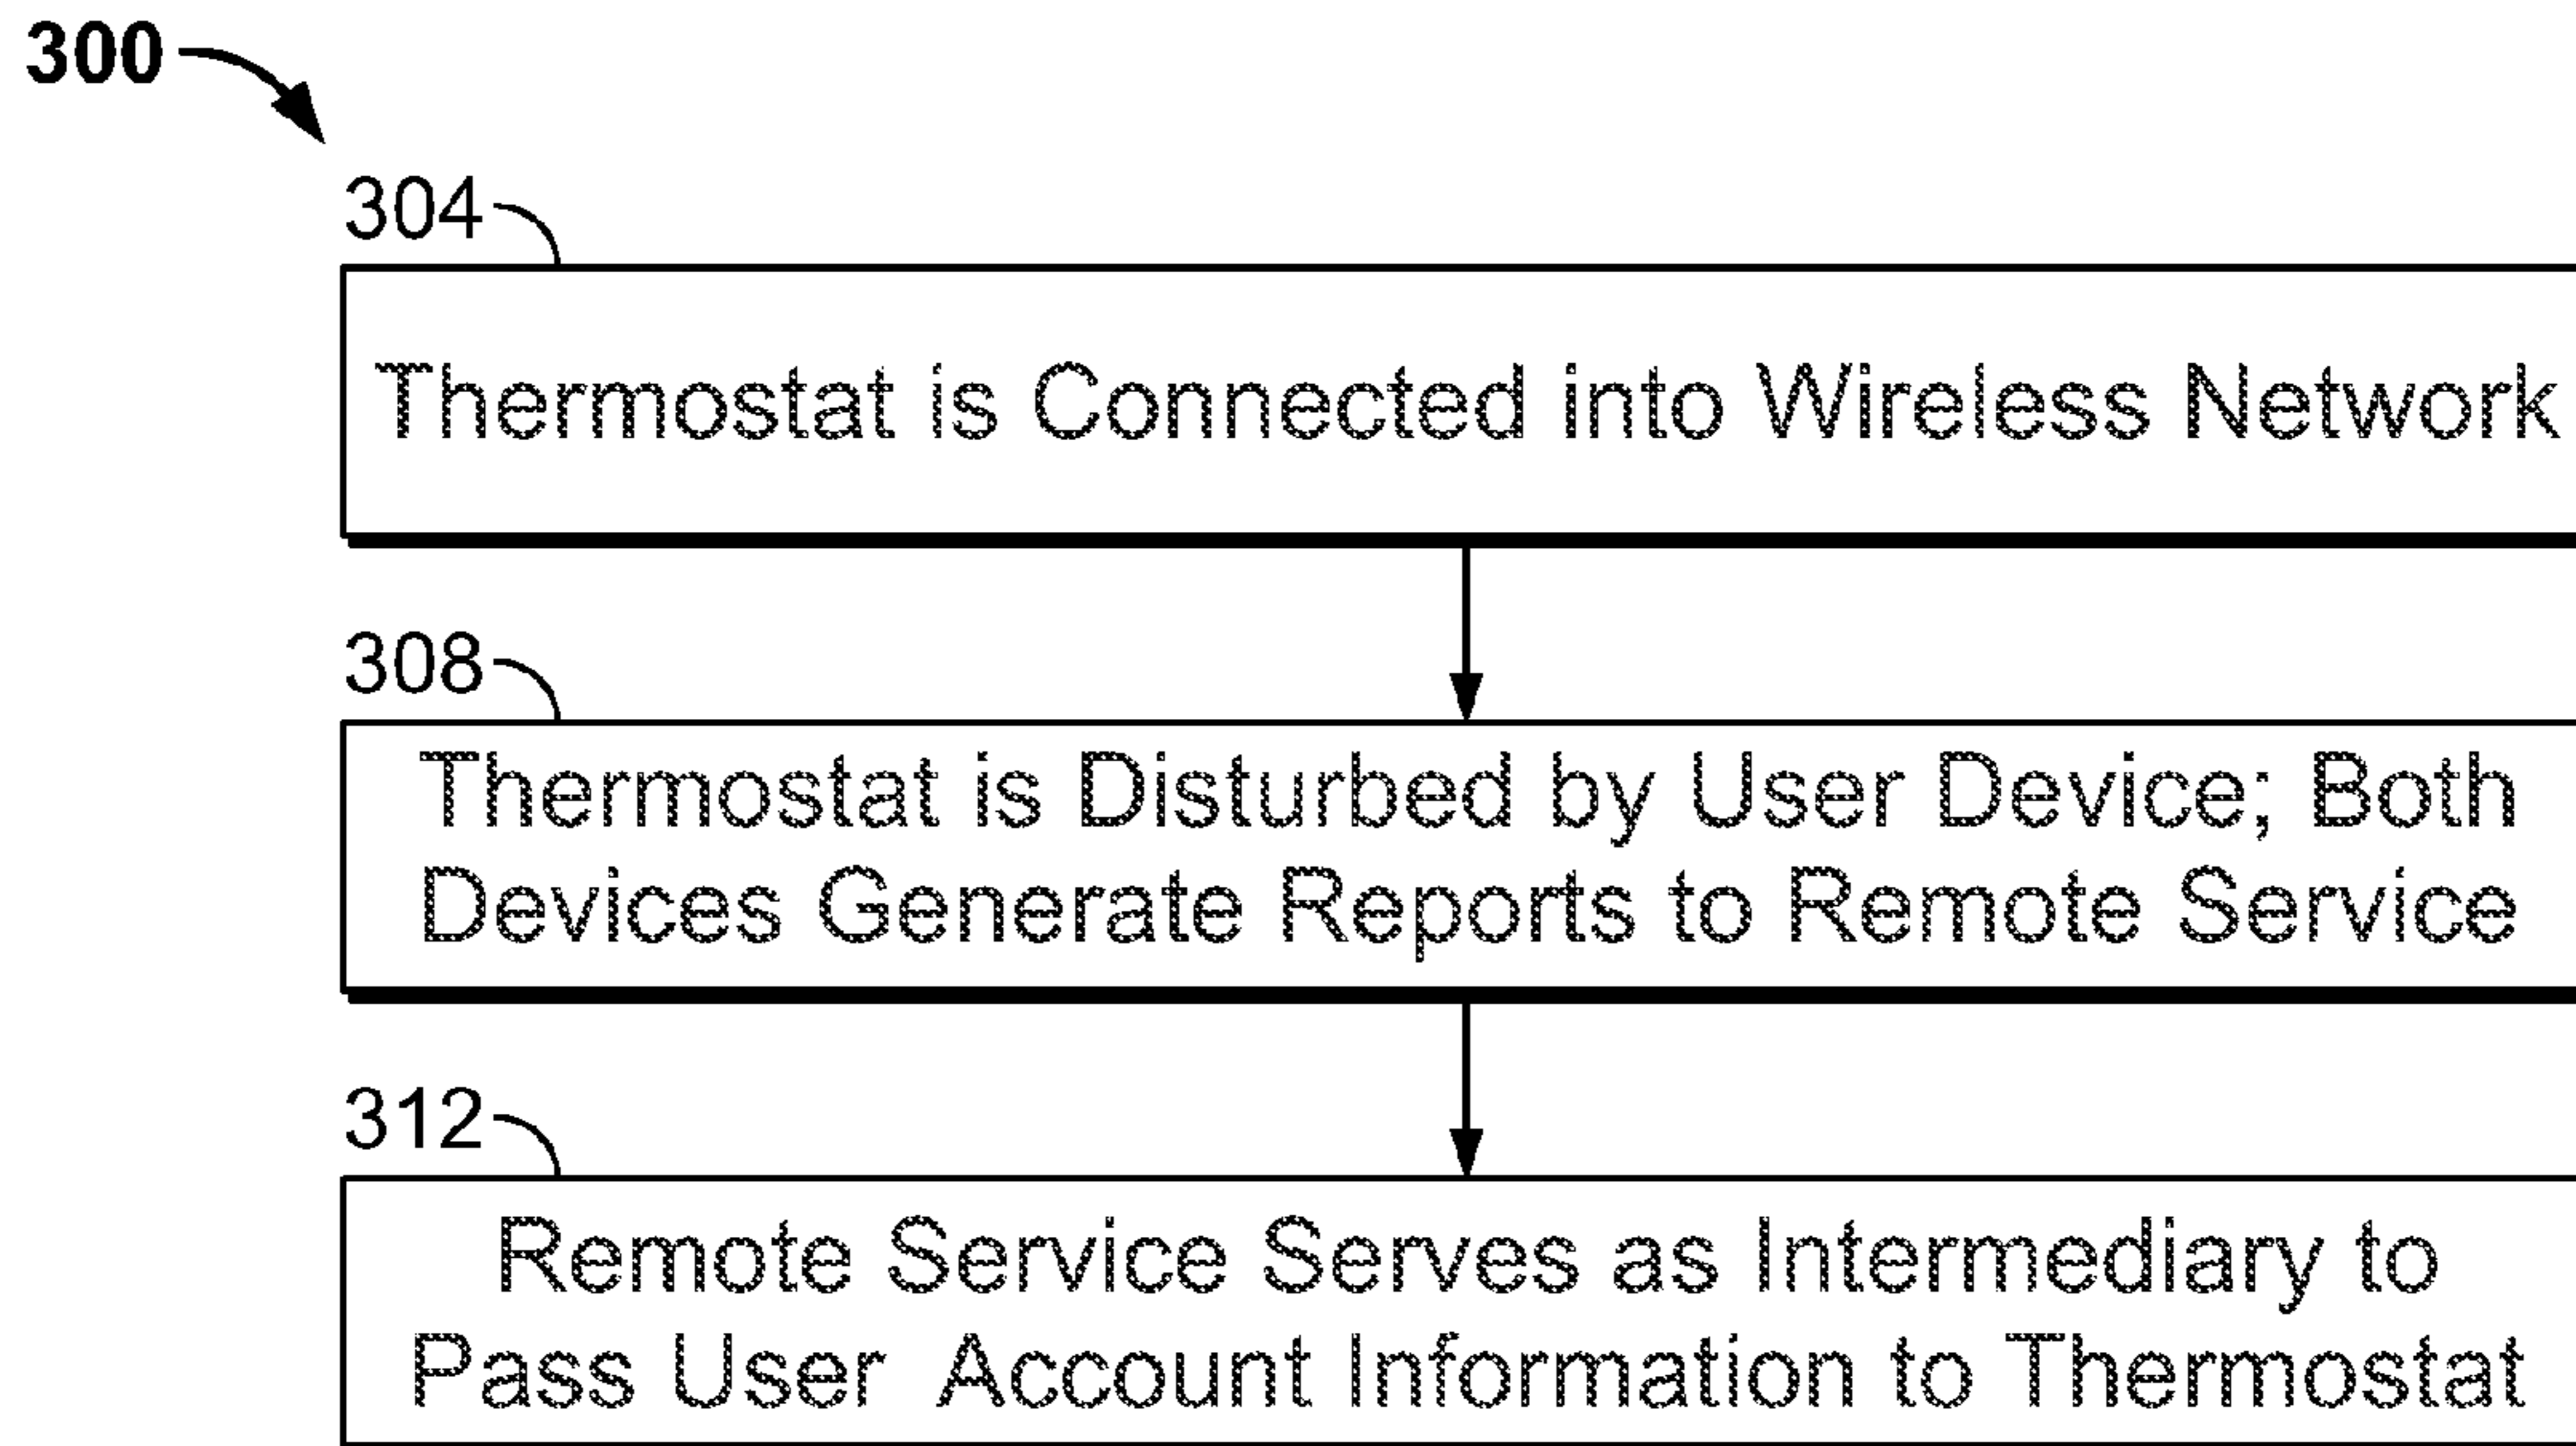 300
304
Thermostat is Connected into Wireless Network
308
Thermostat is Disturbed by User Device; Both
Devices Generate Reports to Remote Service
312
Remote Service Serves as Intermediary to
Pass User Account Information to Thermostat